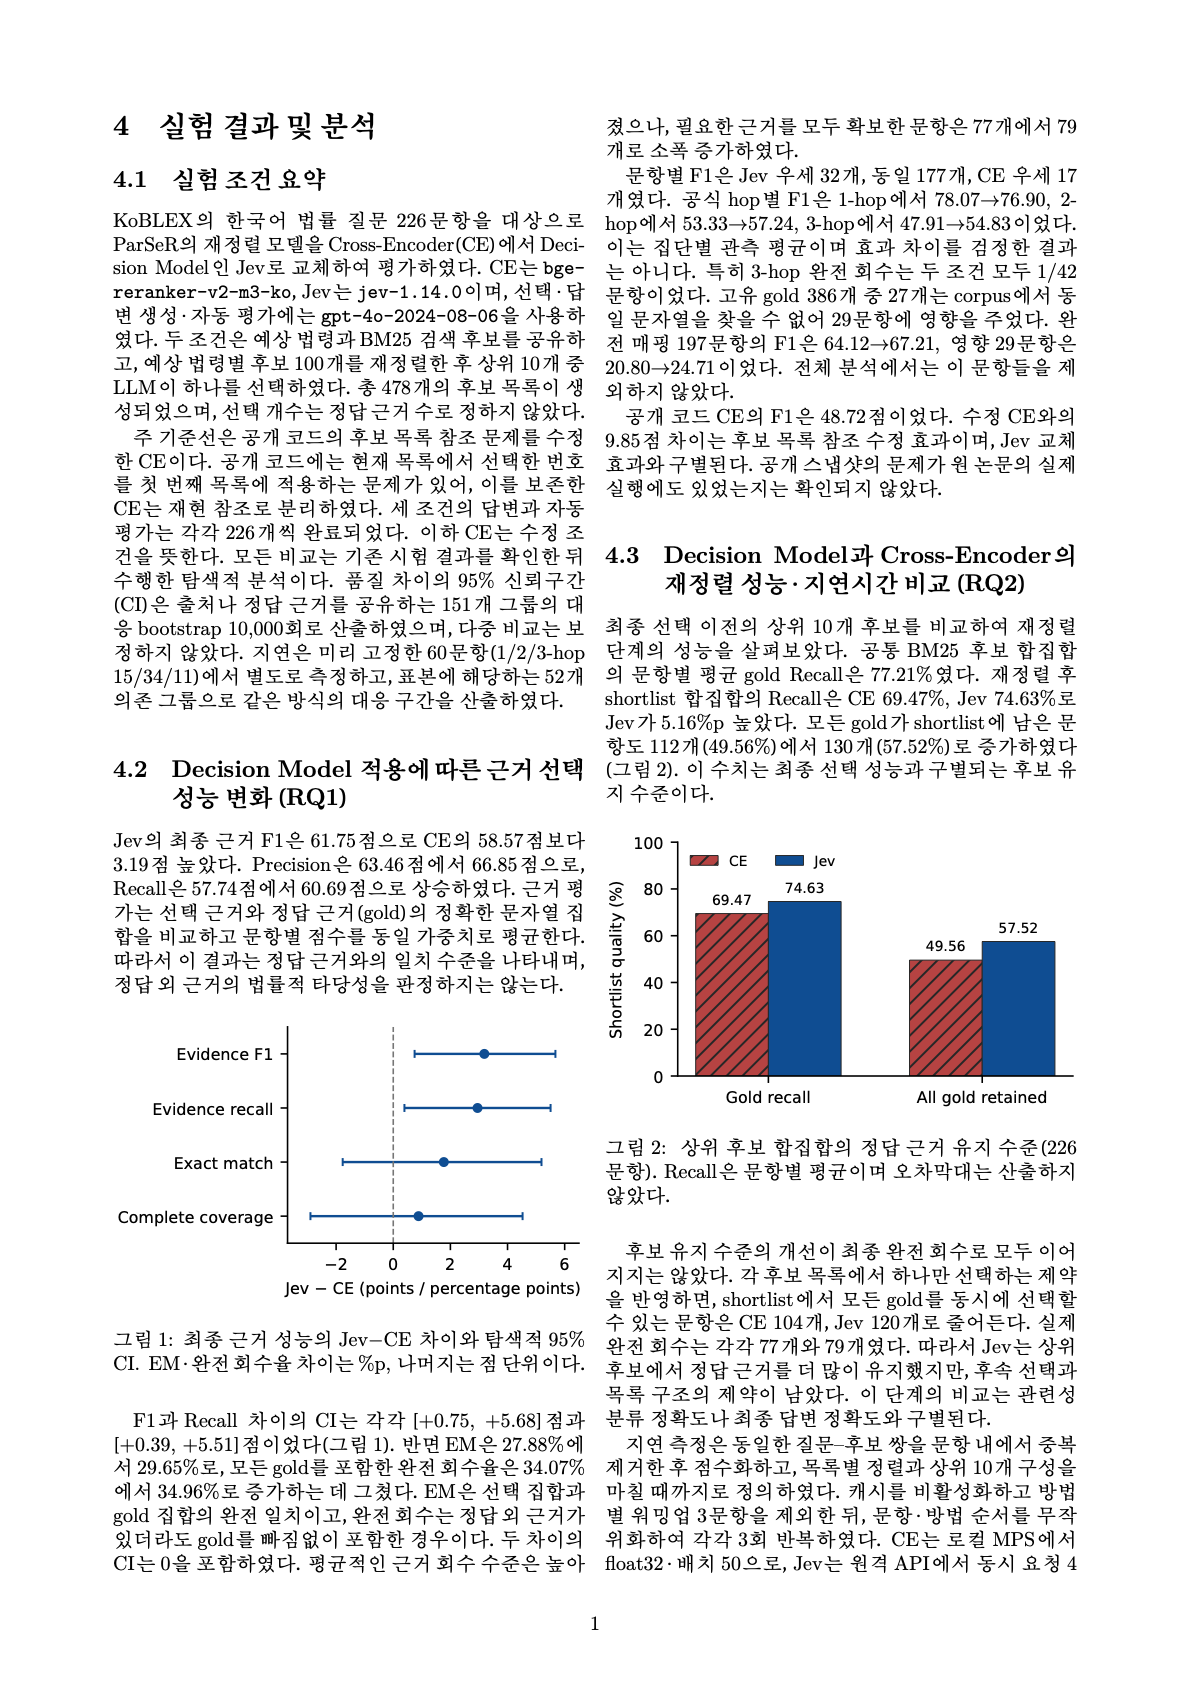 4 실험 결과 및 분석
4.1 실험 조건 요약
KoBLEX의 한국어 법률 질문 226문항을 대상으로
ParSeR의 재정렬 모델을 Cross-Encoder(CE)에서 Deci-
sion Model인 Jev로 교체하여 평가하였다. CE는 bge-
reranker-v2-m3-ko, Jev는 jev-1.14.0이며, 선택·답
변 생성·자동 평가에는 gpt-4o-2024-08-06을 사용하
였다. 두 조건은 예상 법령과 BM25 검색 후보를 공유하
고, 예상 법령별 후보 100개를 재정렬한 후 상위 10개 중
LLM이 하나를 선택하였다. 총 478개의 후보 목록이 생
성되었으며, 선택 개수는 정답 근거 수로 정하지 않았다.
주 기준선은 공개 코드의 후보 목록 참조 문제를 수정
한 CE이다. 공개 코드에는 현재 목록에서 선택한 번호
를 첫 번째 목록에 적용하는 문제가 있어, 이를 보존한
CE는 재현 참조로 분리하였다. 세 조건의 답변과 자동
평가는 각각 226개씩 완료되었다. 이하 CE는 수정 조
건을 뜻한다. 모든 비교는 기존 시험 결과를 확인한 뒤
수행한 탐색적 분석이다. 품질 차이의 95% 신뢰구간
(CI)은 출처나 정답 근거를 공유하는 151개 그룹의 대
응 bootstrap 10,000회로 산출하였으며, 다중 비교는 보
정하지 않았다. 지연은 미리 고정한 60문항(1/2/3-hop
15/34/11)에서 별도로 측정하고, 표본에 해당하는 52개
의존 그룹으로 같은 방식의 대응 구간을 산출하였다.
4.2 Decision Model 적용에 따른 근거 선택
성능 변화 (RQ1)
Jev의 최종 근거 F1은 61.75점으로 CE의 58.57점보다
3.19점 높았다. Precision은 63.46점에서 66.85점으로,
Recall은 57.74점에서 60.69점으로 상승하였다. 근거 평
가는 선택 근거와 정답 근거(gold)의 정확한 문자열 집
합을 비교하고 문항별 점수를 동일 가중치로 평균한다.
따라서 이 결과는 정답 근거와의 일치 수준을 나타내며,
정답 외 근거의 법률적 타당성을 판정하지는 않는다.
Evidence F1
Evidence recall
Exact match
Complete coverage
−2 0 2 4 6
Jev − CE (points / percentage points)
그림 1: 최종 근거 성능의 Jev−CE 차이와 탐색적 95%
CI. EM·완전 회수율 차이는 %p, 나머지는 점 단위이다.
F1과 Recall 차이의 CI는 각각 [+0.75, +5.68]점과
[+0.39, +5.51]점이었다(그림 1). 반면 EM은 27.88%에
서 29.65%로, 모든 gold를 포함한 완전 회수율은 34.07%
에서 34.96%로 증가하는 데 그쳤다. EM은 선택 집합과
gold 집합의 완전 일치이고, 완전 회수는 정답 외 근거가
있더라도 gold를 빠짐없이 포함한 경우이다. 두 차이의
CI는 0을 포함하였다. 평균적인 근거 회수 수준은 높아
졌으나, 필요한 근거를 모두 확보한 문항은 77개에서 79
개로 소폭 증가하였다.
문항별 F1은 Jev 우세 32개, 동일 177개, CE 우세 17
개였다. 공식 hop별 F1은 1-hop에서 78.07→76.90, 2-
hop에서 53.33→57.24, 3-hop에서 47.91→54.83이었다.
이는 집단별 관측 평균이며 효과 차이를 검정한 결과
는 아니다. 특히 3-hop 완전 회수는 두 조건 모두 1/42
문항이었다. 고유 gold 386개 중 27개는 corpus에서 동
일 문자열을 찾을 수 없어 29문항에 영향을 주었다. 완
전 매핑 197문항의 F1은 64.12→67.21, 영향 29문항은
20.80→24.71이었다. 전체 분석에서는 이 문항들을 제
외하지 않았다.
공개 코드 CE의 F1은 48.72점이었다. 수정 CE와의
9.85점 차이는 후보 목록 참조 수정 효과이며, Jev 교체
효과와 구별된다. 공개 스냅샷의 문제가 원 논문의 실제
실행에도 있었는지는 확인되지 않았다.
4.3 Decision Model과 Cross-Encoder의
재정렬 성능·지연시간 비교 (RQ2)
최종 선택 이전의 상위 10개 후보를 비교하여 재정렬
단계의 성능을 살펴보았다. 공통 BM25 후보 합집합
의 문항별 평균 gold Recall은 77.21%였다. 재정렬 후
shortlist 합집합의 Recall은 CE 69.47%, Jev 74.63%로
Jev가 5.16%p 높았다. 모든 gold가 shortlist에 남은 문
항도 112개(49.56%)에서 130개(57.52%)로 증가하였다
(그림 2). 이 수치는 최종 선택 성능과 구별되는 후보 유
지 수준이다.
Shortlist quality (%)
100
80
60
40
20
0
CE Jev
69.47
74.63
49.56
57.52
Gold recall
All gold retained
그림 2: 상위 후보 합집합의 정답 근거 유지 수준(226
문항). Recall은 문항별 평균이며 오차막대는 산출하지
않았다.
후보 유지 수준의 개선이 최종 완전 회수로 모두 이어
지지는 않았다. 각 후보 목록에서 하나만 선택하는 제약
을 반영하면, shortlist에서 모든 gold를 동시에 선택할
수 있는 문항은 CE 104개, Jev 120개로 줄어든다. 실제
완전 회수는 각각 77개와 79개였다. 따라서 Jev는 상위
후보에서 정답 근거를 더 많이 유지했지만, 후속 선택과
목록 구조의 제약이 남았다. 이 단계의 비교는 관련성
분류 정확도나 최종 답변 정확도와 구별된다.
지연 측정은 동일한 질문–후보 쌍을 문항 내에서 중복
제거한 후 점수화하고, 목록별 정렬과 상위 10개 구성을
마칠 때까지로 정의하였다. 캐시를 비활성화하고 방법
별 워밍업 3문항을 제외한 뒤, 문항·방법 순서를 무작
위화하여 각각 3회 반복하였다. CE는 로컬 MPS에서
float32·배치 50으로, Jev는 원격 API에서 동시 요청 4
1